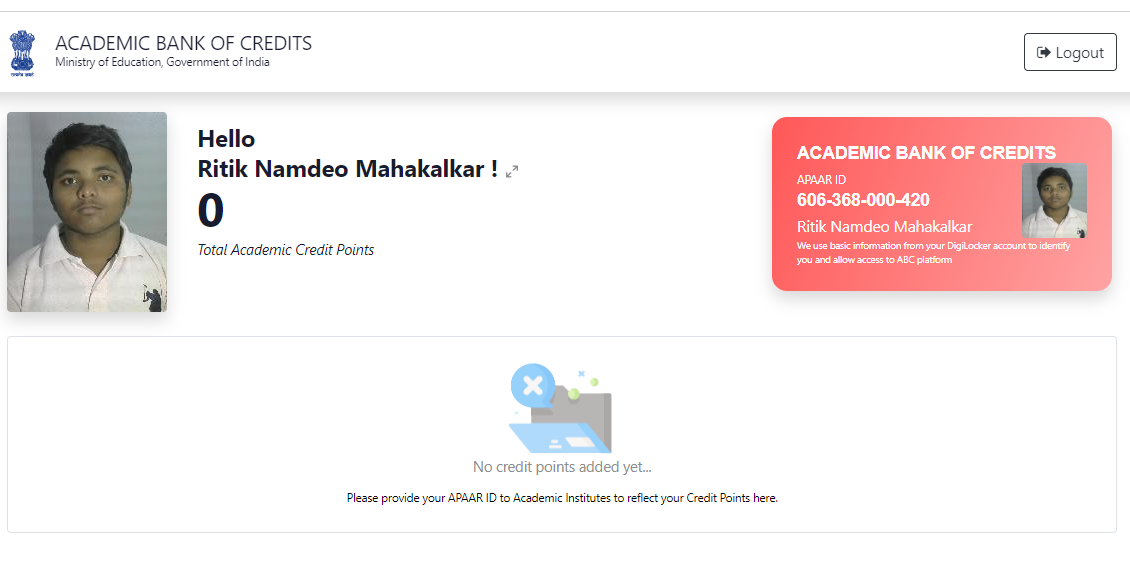 ACADEMIC BANK OF CREDITS
Ministry of Education, Government of India
Logout
Hello
Ritik Namdeo Mahakalkar !
0
Total Academic Credit Points
ACADEMIC BANK OF CREDITS
APAAR ID
606-368-000-420
Ritik Namdeo Mahakalkar
We use basic information from your DigiLocker account to identify
you and allow access to ABC platform
No credit points added yet...
Please provide your APAAR ID to Academic Institutes to reflect your Credit Points here.